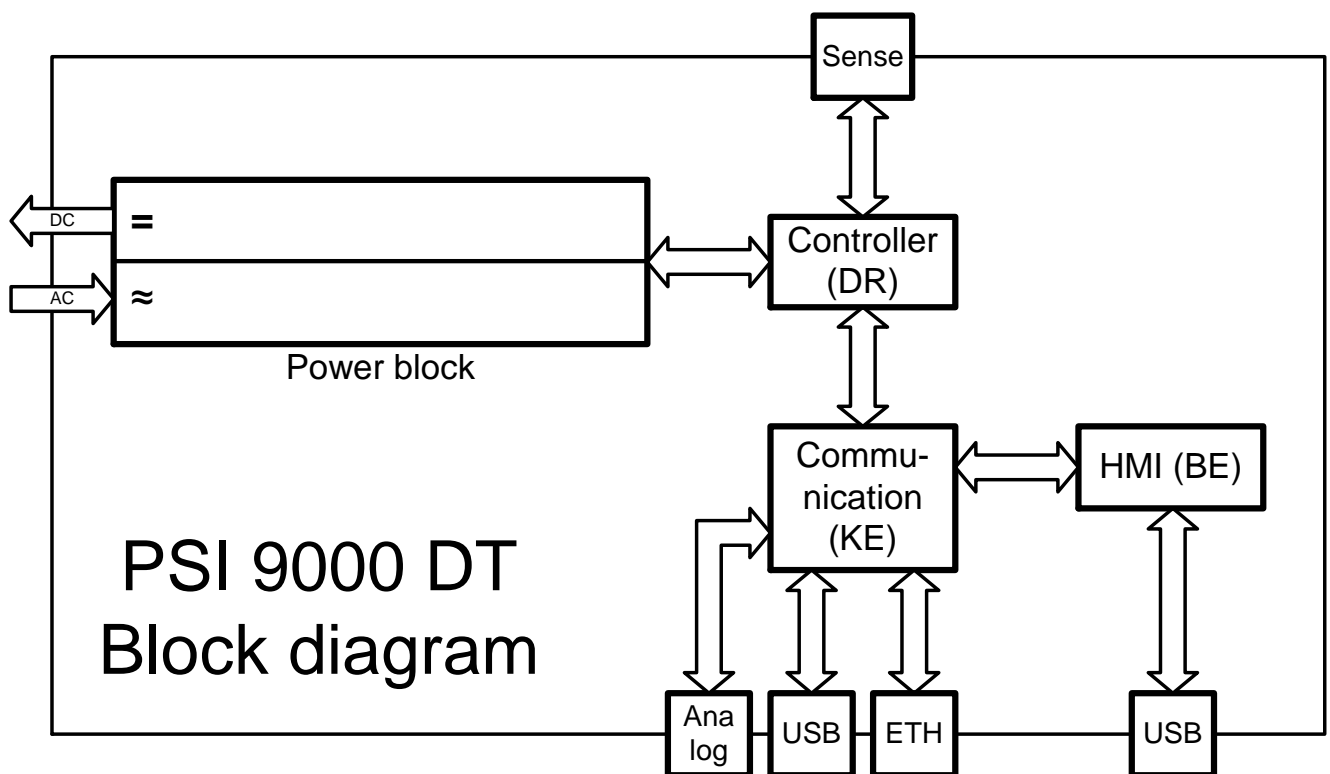 Sense
DC
=
Controller
(DR)
AC
≈
Power block
Commu-
nication
(KE)
HMI (BE)
PSI 9000 DT
Block diagram
Ana
log
USB
ETH
USB